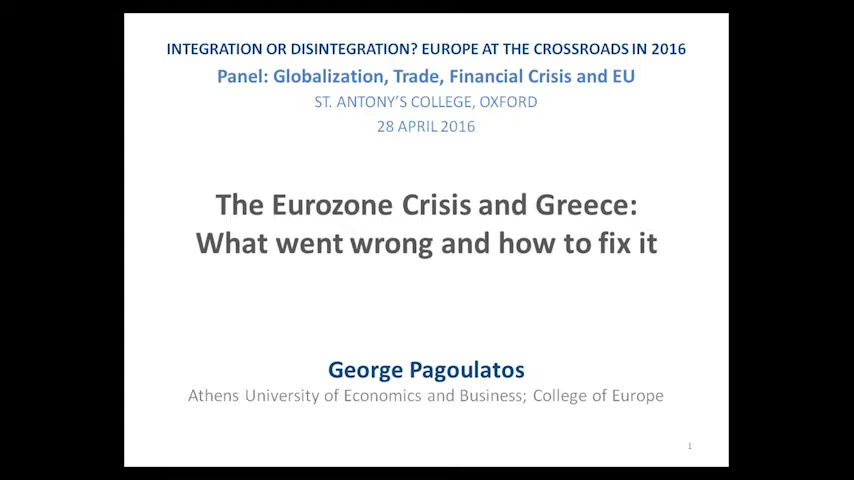 INTEGRATION OR DISINTEGRATION? EUROPE AT THE CROSSROADS IN 2016
Panel: Globalization, Trade, Financial Crisis and EU
ST. ANTONY'S COLLEGE, OXFORD
28 APRIL 2016
The Eurozone Crisis and Greece:
What went wrong and how to fix it
George Pagoulatos
Athens University of Economics and Business; College of Europe
1